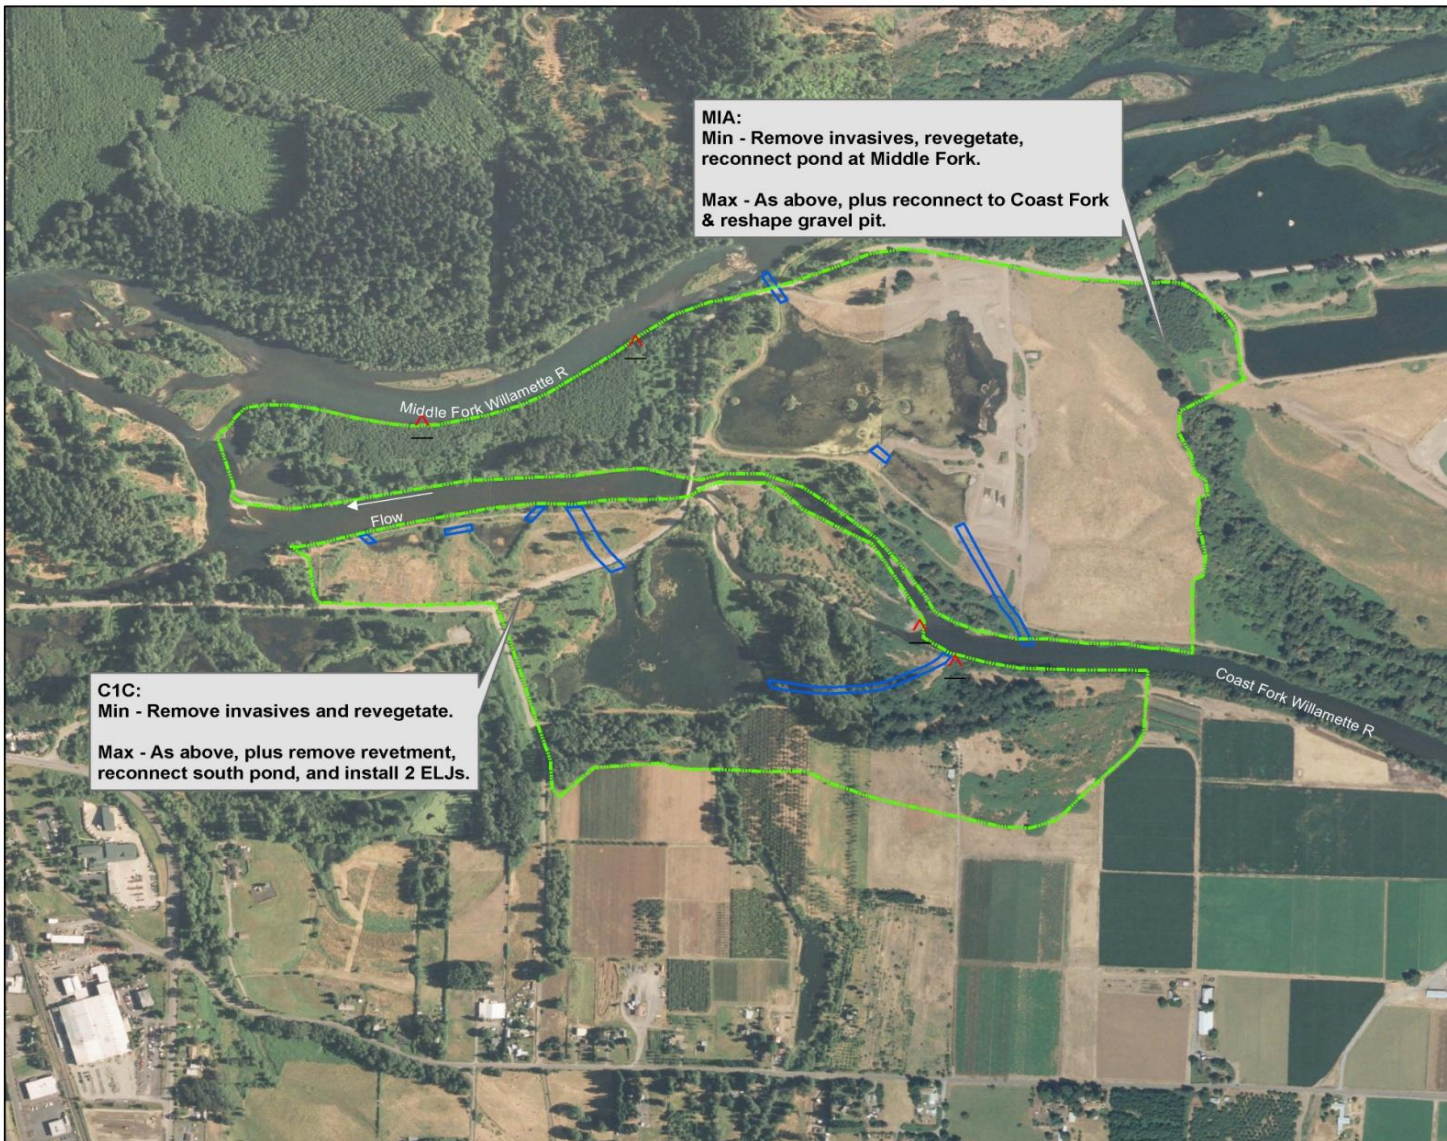 MIA:
Min - Remove invasives, revegetate,
reconnect pond at Middle Fork.
Max - As above, plus reconnect to Coast Fork
& reshape gravel pit.
Middle Fork Willamette R
Flow
Coast Fork Willamette R
C1C:
Min - Remove invasives and revegetate.
Max - As above, plus remove revetment,
reconnect south pond, and install 2 ELJs.